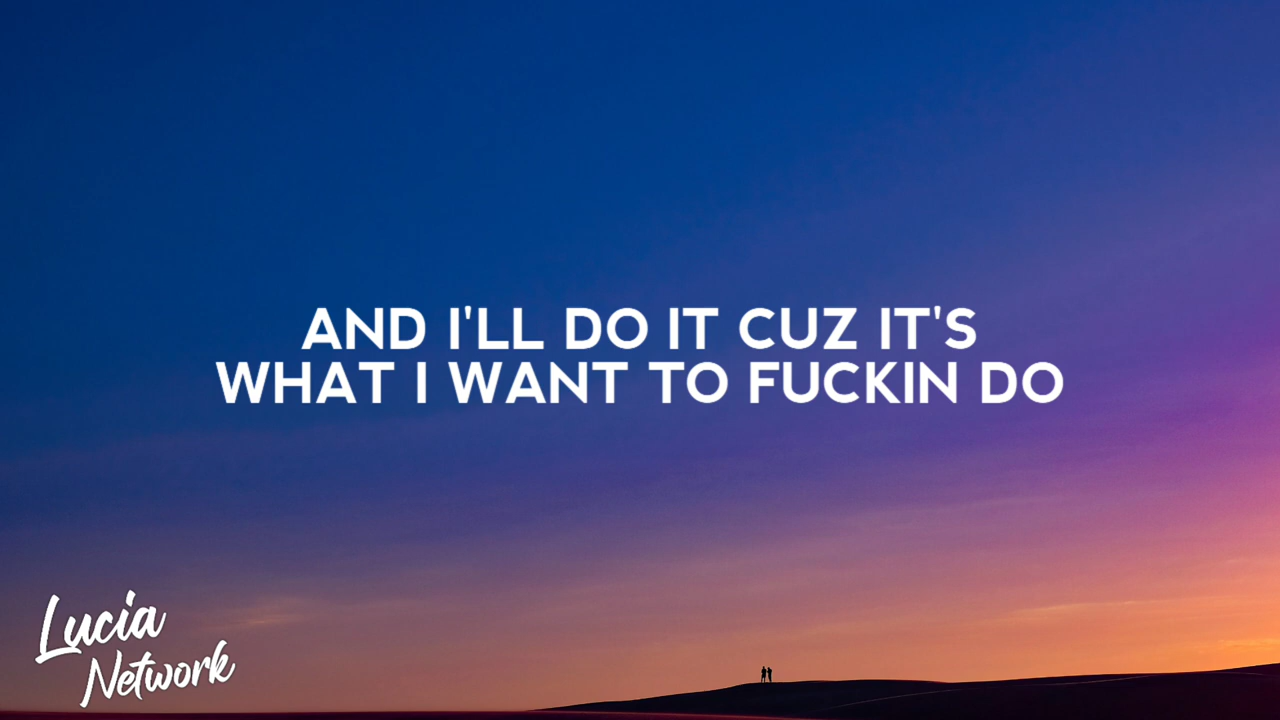 AND I'LL DO IT CUZ IT'S
WHAT I WANT TO FUCKIN DO
Lucia
Network